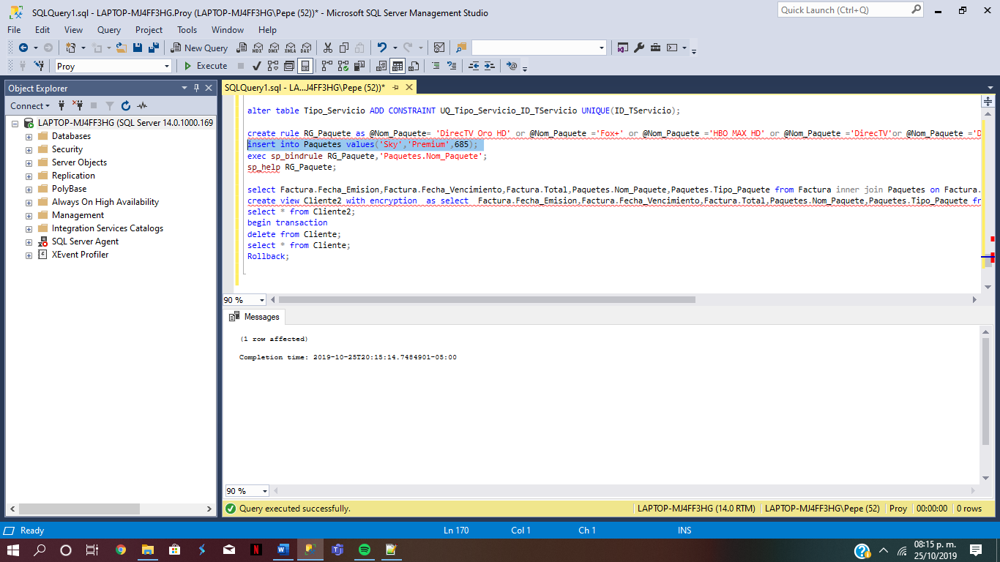 SQLQuery1.sql - LAPTOP-MJ4FF3HG.Proy (LAPTOP-MJ4FF3HG\Pepe (52))* - Microsoft SQL Server Management Studio
Quick Launch (Ctrl+Q)
File Edit View Query Project Tools Window Help
New Query MDX DMX XMLA DAX
Proy Execute
Object Explorer
Connect
LAPTOP-MJ4FF3HG (SQL Server 14.0.1000.169
Databases
Security
Server Objects
Replication
PolyBase
Always On High Availability
Management
Integration Services Catalogs
SQL Server Agent
XEvent Profiler
SQLQuery1.sql - LA...J4FF3HG\Pepe (52))*
alter table Tipo_Servicio ADD CONSTRAINT UQ_Tipo_Servicio_ID_TServicio UNIQUE(ID_TServicio);
create rule RG_Paquete as @Nom_Paquete= 'DirecTV Oro HD' or @Nom_Paquete ='Fox+' or @Nom_Paquete ='HBO MAX HD' or @Nom_Paquete ='DirecTV'or @Nom_Paquete ='D
insert into Paquetes values('Sky','Premium',685);
exec sp_bindrule RG_Paquete,'Paquetes.Nom_Paquete';
sp_help RG_Paquete;
select Factura.Fecha_Emision,Factura.Fecha_Vencimiento,Factura.Total,Paquetes.Nom_Paquete,Paquetes.Tipo_Paquete from Factura inner join Paquetes on Factura.
create view Cliente2 with encryption as select Factura.Fecha_Emision,Factura.Fecha_Vencimiento,Factura.Total,Paquetes.Nom_Paquete,Paquetes.Tipo_Paquete fr
select * from Cliente2;
begin transaction
delete from Cliente;
select * from Cliente;
Rollback;
90 %
Messages
(1 row affected)
Completion time: 2019-10-25T20:15:14.7484901-05:00
90 %
Query executed successfully. LAPTOP-MJ4FF3HG (14.0 RTM) LAPTOP-MJ4FF3HG\Pepe (52) Proy 00:00:00 0 rows
Ready Ln 170 Col 1 Ch 1 INS
08:15 p. m.
25/10/2019